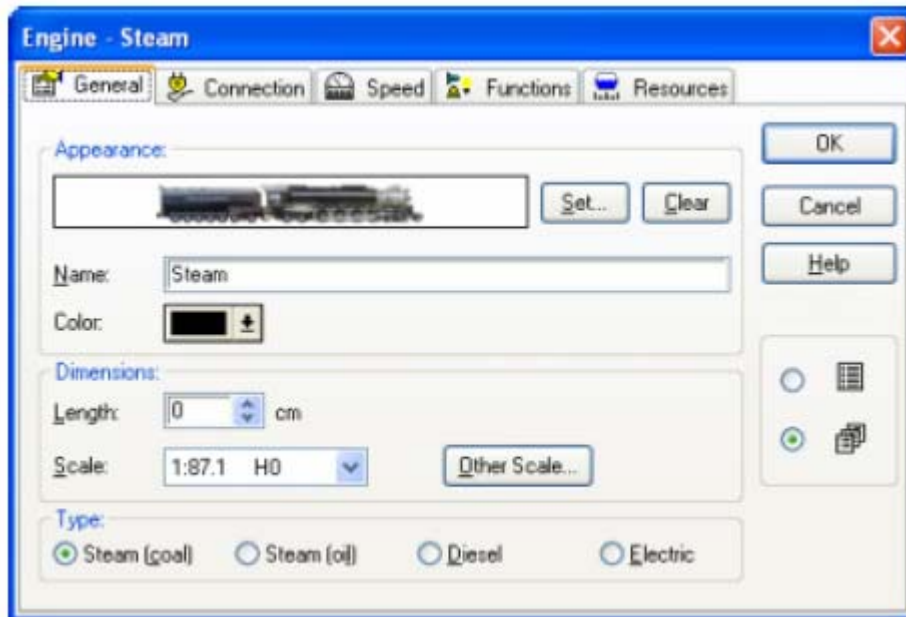 Engine - Steam
General Connection Speed Functions Resources
Appearance:
Set... Clear
Name: Steam
Color:
Dimensions:
Length: 0 cm
Scale: 1:87.1 H0 Other Scale...
Type:
Steam (coal) Steam (oil) Diesel Electric
OK
Cancel
Help